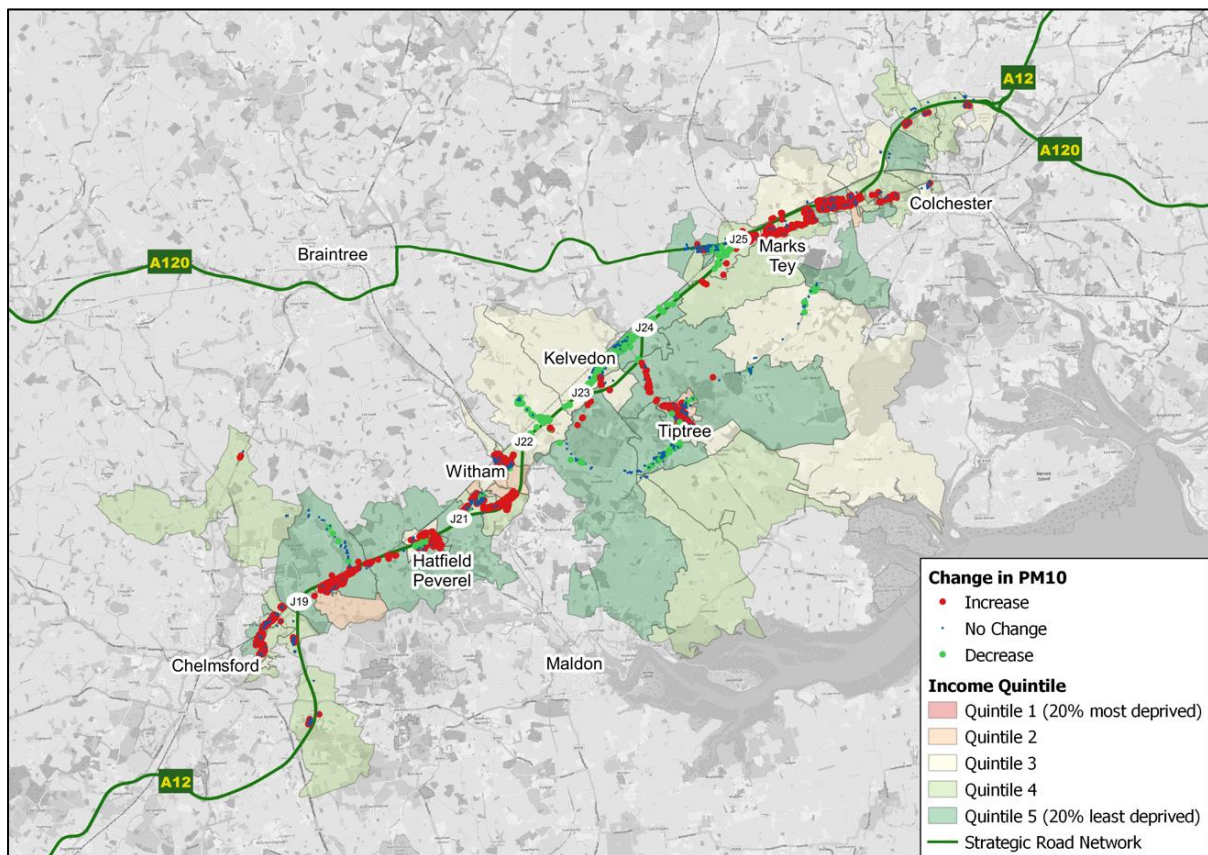 A12
A120
Colchester
J25
Marks
Tey
Braintree
A120
J24
Kelvedon
J23
Tiptree
J22
Witham
J21
Hatfield
Peverel
J19
Chelmsford
Maldon
A12
Change in PM10
Increase
No Change
Decrease
Income Quintile
Quintile 1 (20% most deprived)
Quintile 2
Quintile 3
Quintile 4
Quintile 5 (20% least deprived)
Strategic Road Network